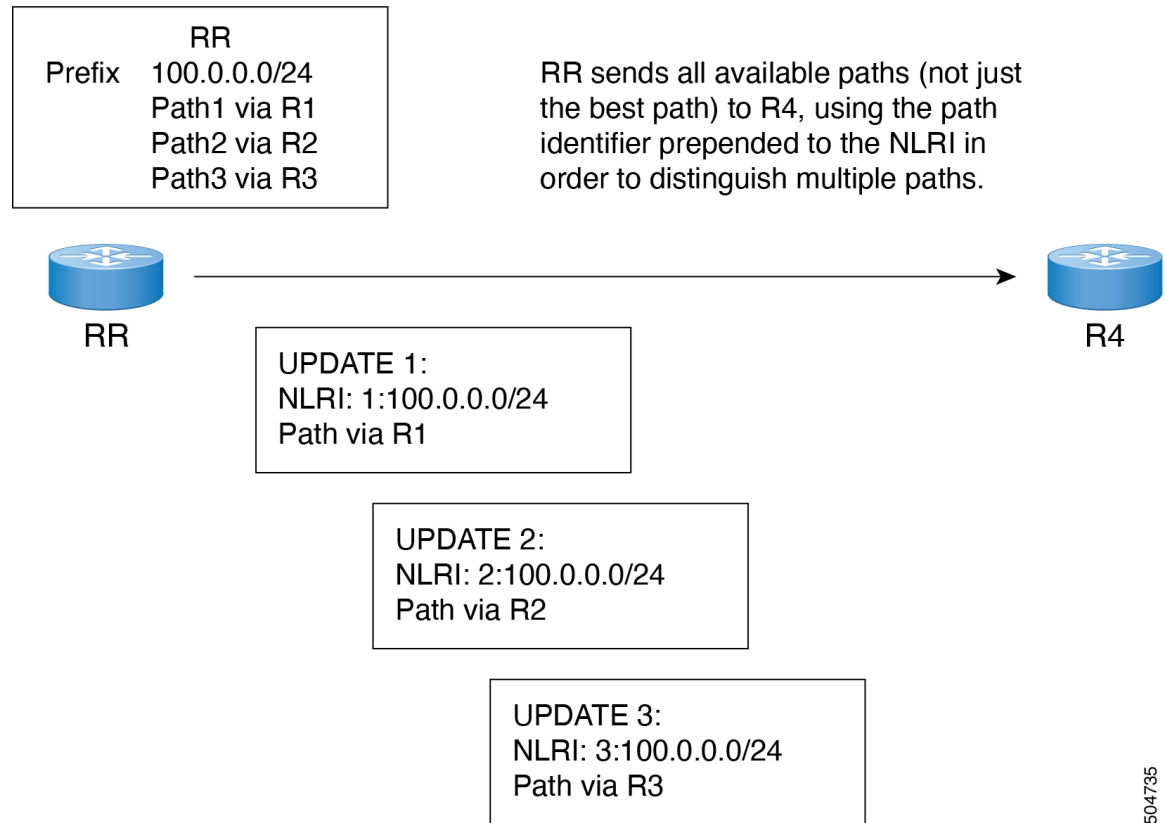 RR
Prefix 100.0.0.0/24
Path1 via R1
Path2 via R2
Path3 via R3
RR sends all available paths (not just
the best path) to R4, using the path
identifier prepended to the NLRI in
order to distinguish multiple paths.
RR
R4
UPDATE 1:
NLRI: 1:100.0.0.0/24
Path via R1
UPDATE 2:
NLRI: 2:100.0.0.0/24
Path via R2
UPDATE 3:
NLRI: 3:100.0.0.0/24
Path via R3
504735